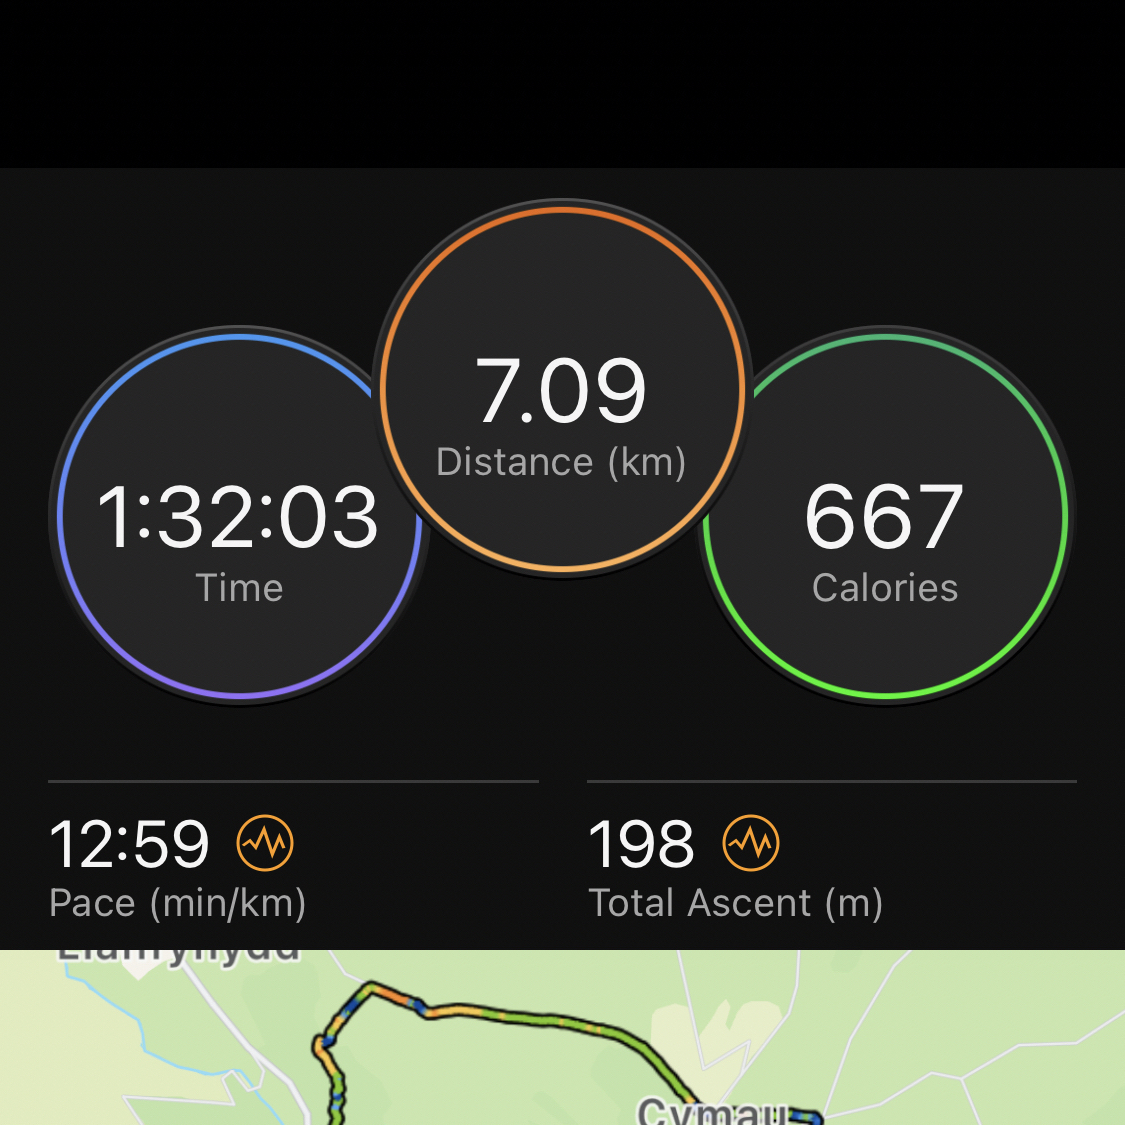 7.09
Distance (km)
1:32:03
Time
667
Calories
12:59
Pace (min/km)
198
Total Ascent (m)
Cymau